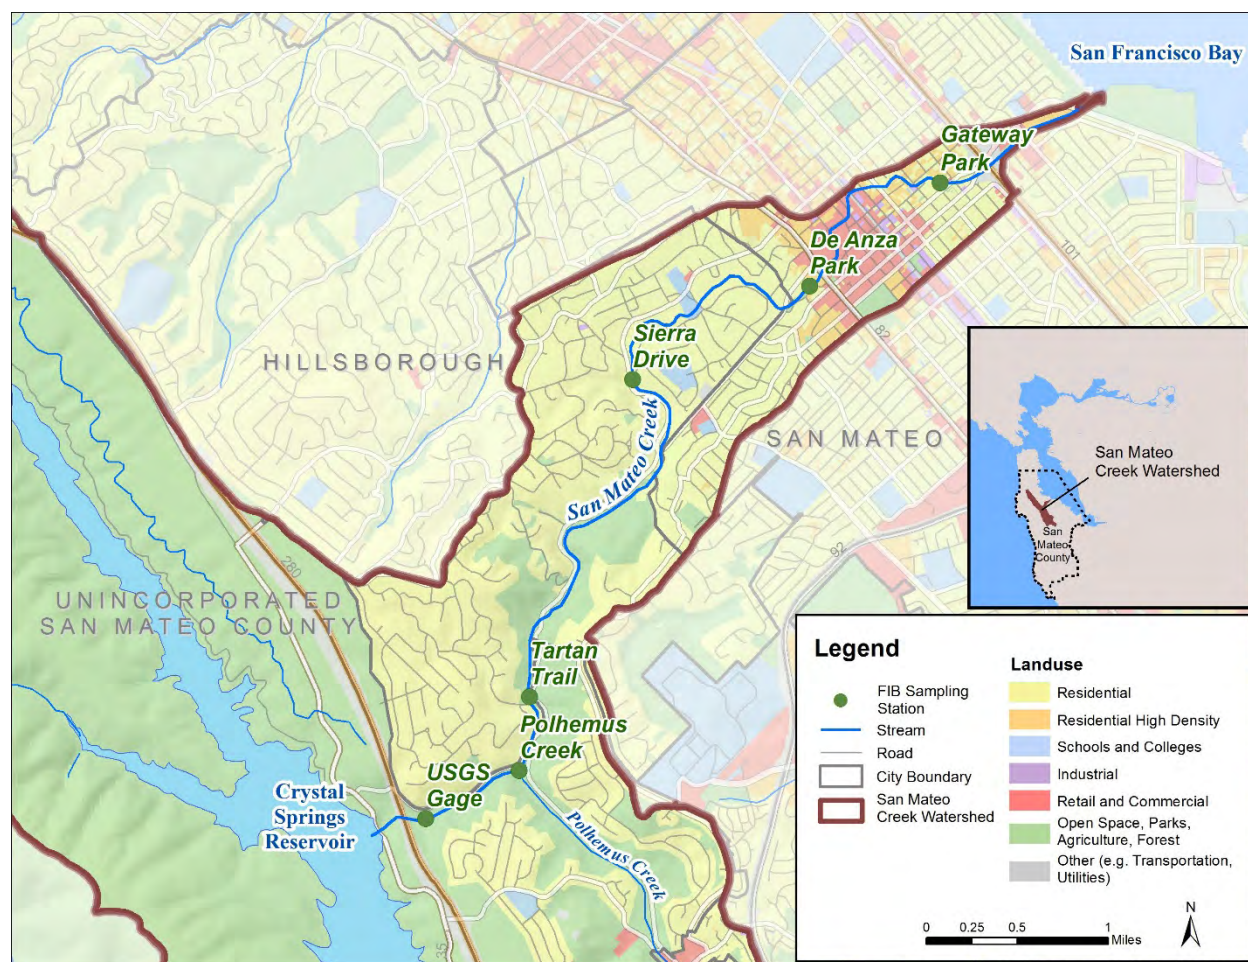 San Francisco Bay
Gateway
Park
101
De Anza
Park
82
Sierra
Drive
HILLSBOROUGH
San Mateo Creek
SAN MATEO
92
280
UNINCORPORATED
SAN MATEO COUNTY
Tartan
Trail
Polhemus
Creek
USGS
Gage
Crystal
Springs
Reservoir
Polhemus Creek
35
San Mateo
Creek Watershed
San
Mateo
County
Legend
FIB Sampling
Station
Stream
Road
City Boundary
San Mateo
Creek Watershed
Landuse
Residential
Residential High Density
Schools and Colleges
Industrial
Retail and Commercial
Open Space, Parks,
Agriculture, Forest
Other (e.g. Transportation,
Utilities)
0 0.25 0.5 1
Miles
N